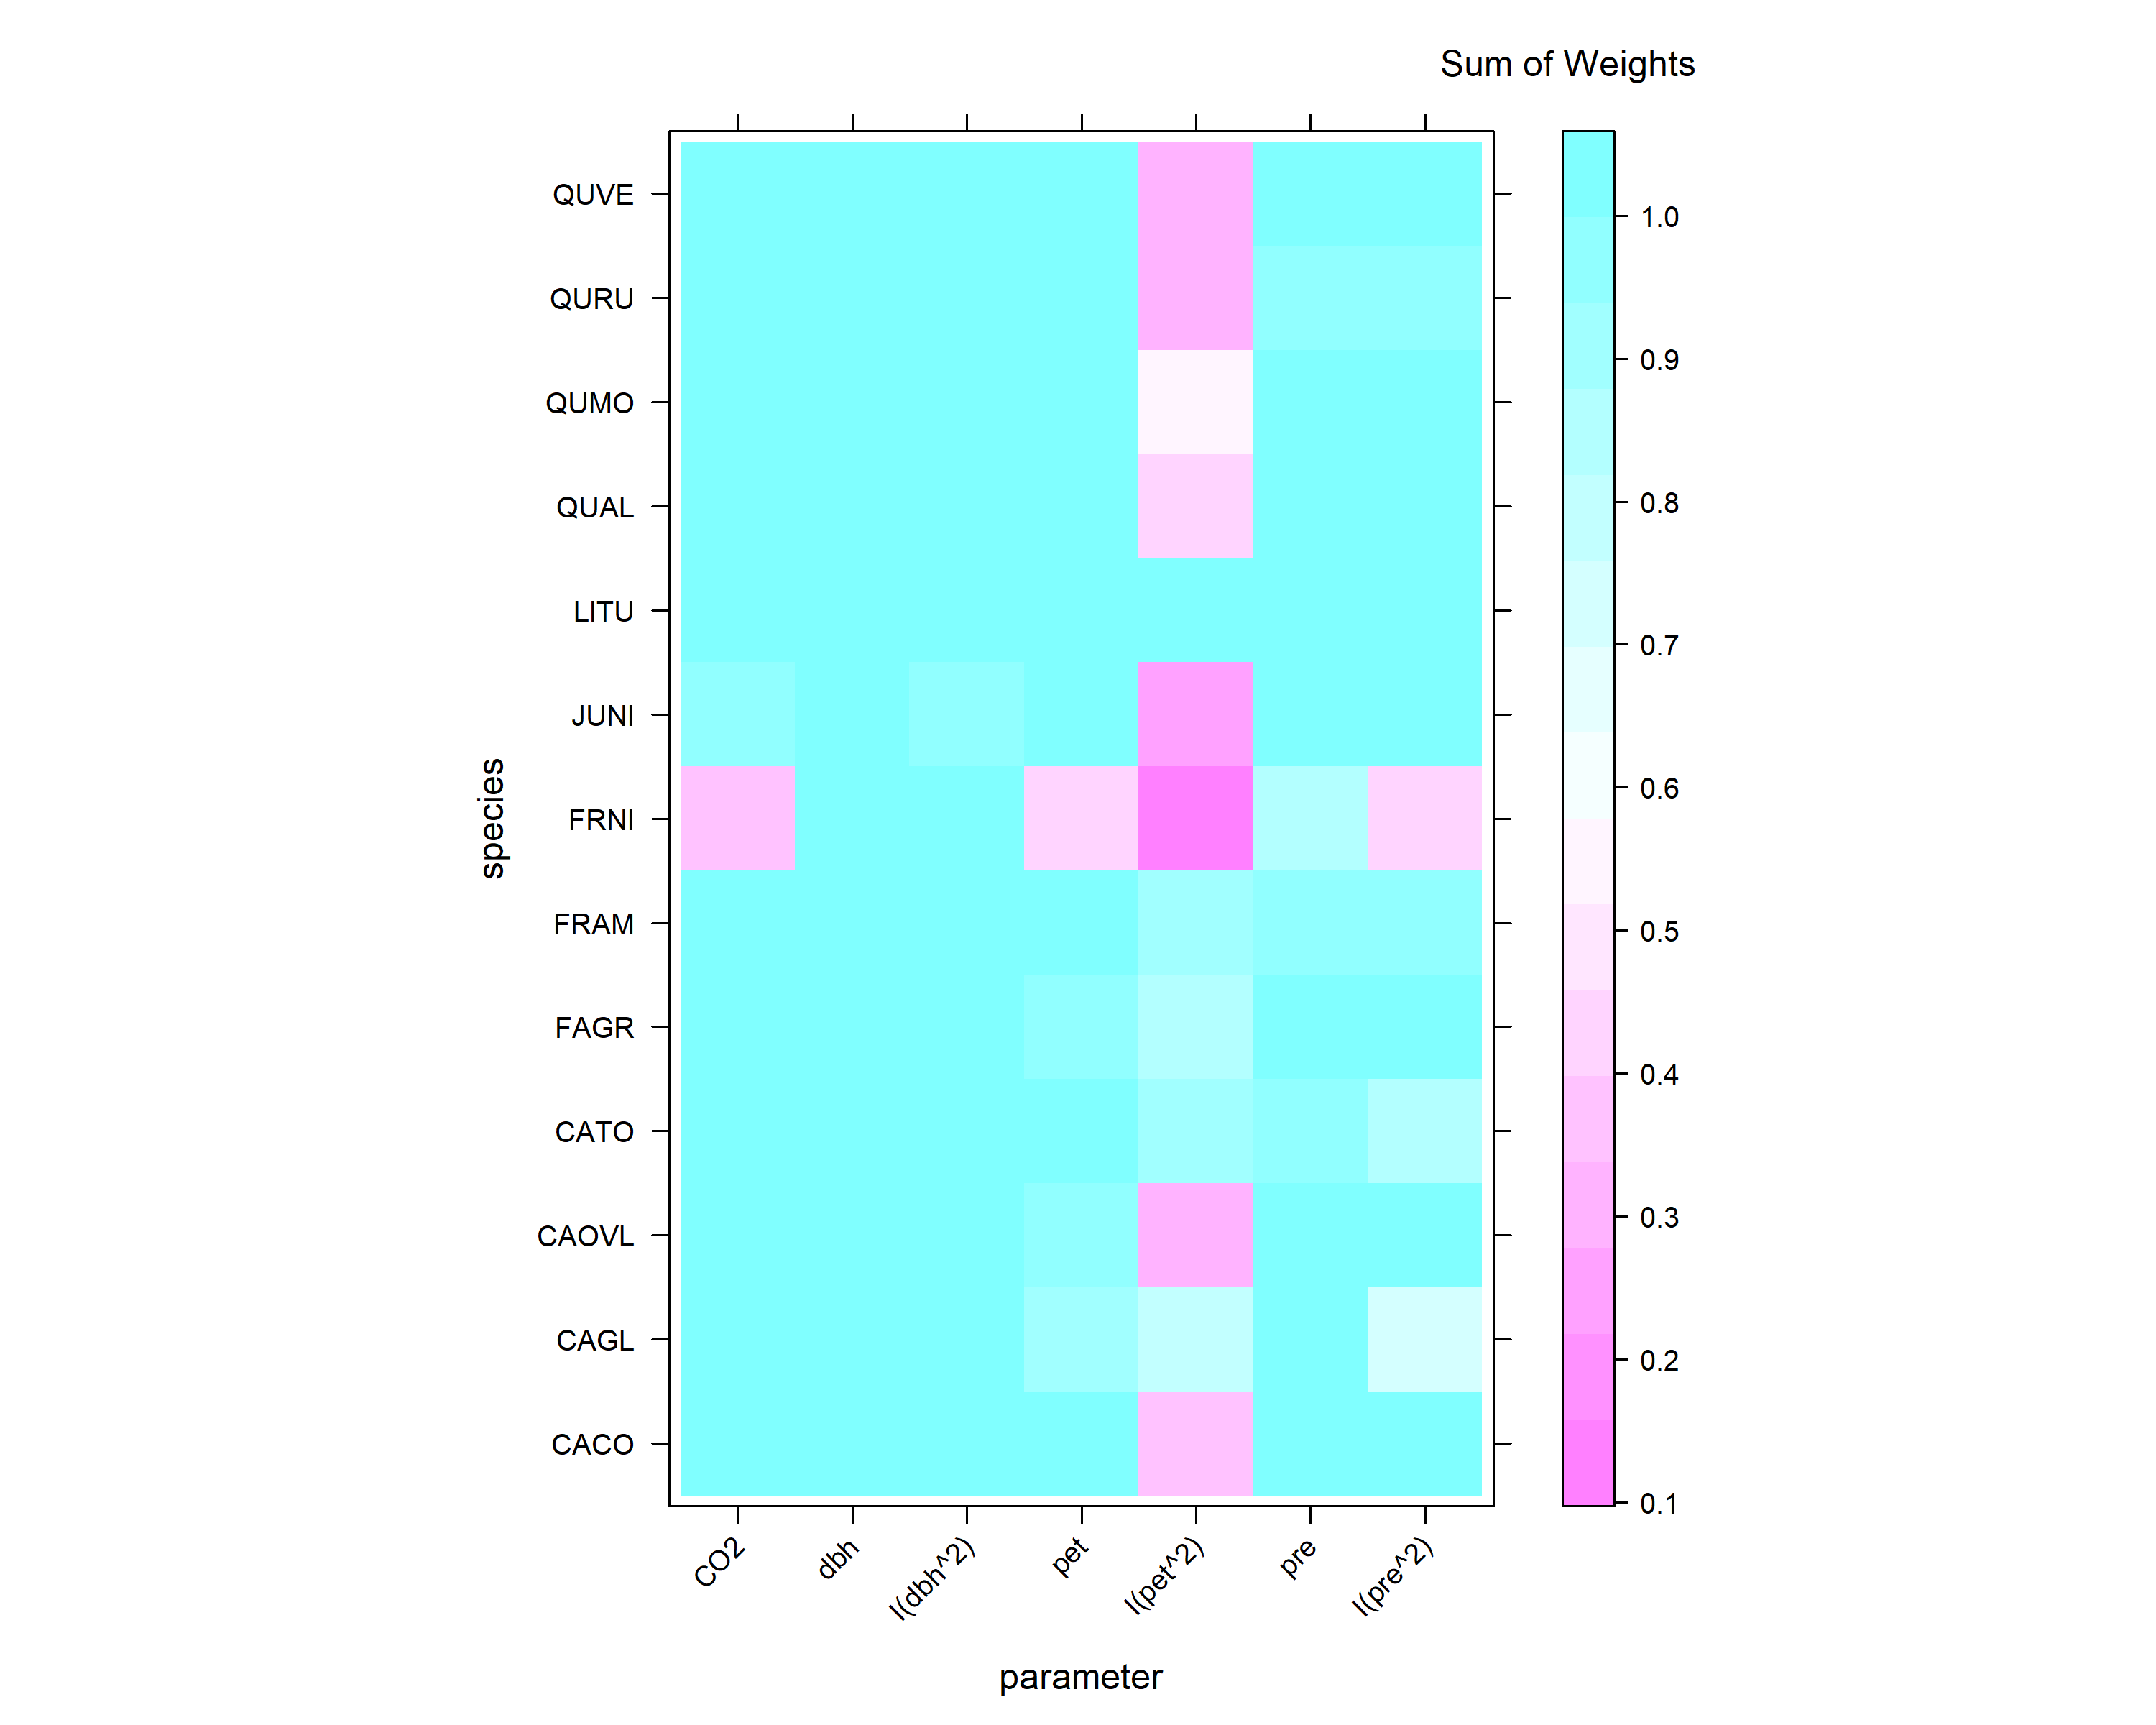 Sum of Weights
QUVE
QURU
QUMO
QUAL
LITU
JUNI
FRNI
FRAM
FAGR
CATO
CAOVL
CAGL
CACO
species
1.0
0.9
0.8
0.7
0.6
0.5
0.4
0.3
0.2
0.1
CO2
dbh
I(dbh^2)
pet
I(pet^2)
pre
I(pre^2)
parameter